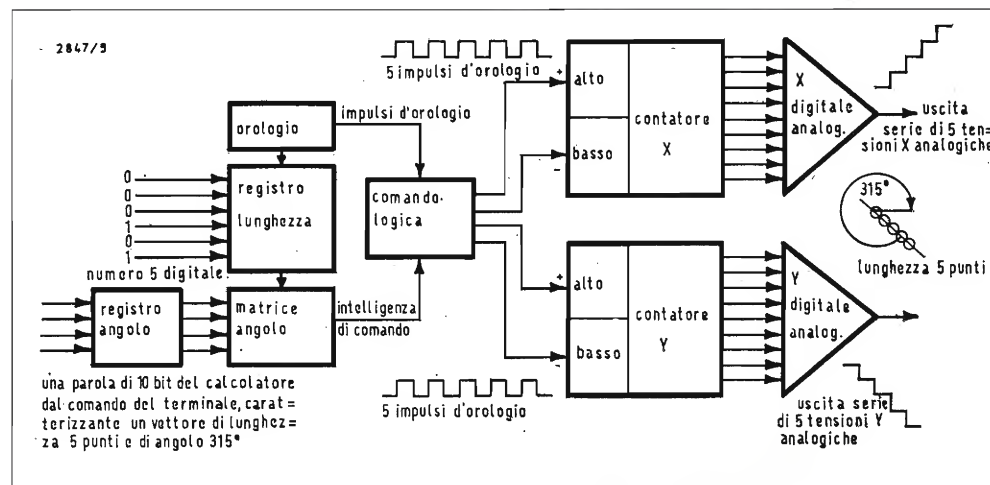 2847/9
5 impulsi d'orologio
orologio
impulsi d'orologio
0
0
0
1
0
1
registro
lunghezza
numero 5 digitale
registro
angolo
matrice
angolo
intelligenza
di comando
comando.
logica
una parola di 10 bit del calcolatore
dal comando del terminale, carat=
terizzante un vettore di lunghez=
za 5 punti e di angolo 315°
+
alto
basso
-
contatore
X
X
digitale
analog.
uscita
serie di 5 ten=
sioni X analogiche
315°
lunghezza 5 punti
+
alto
basso
-
contatore
Y
Y
digitale
analog.
5 impulsi d'orologio
uscita serie
di 5 tensioni Y
analogiche